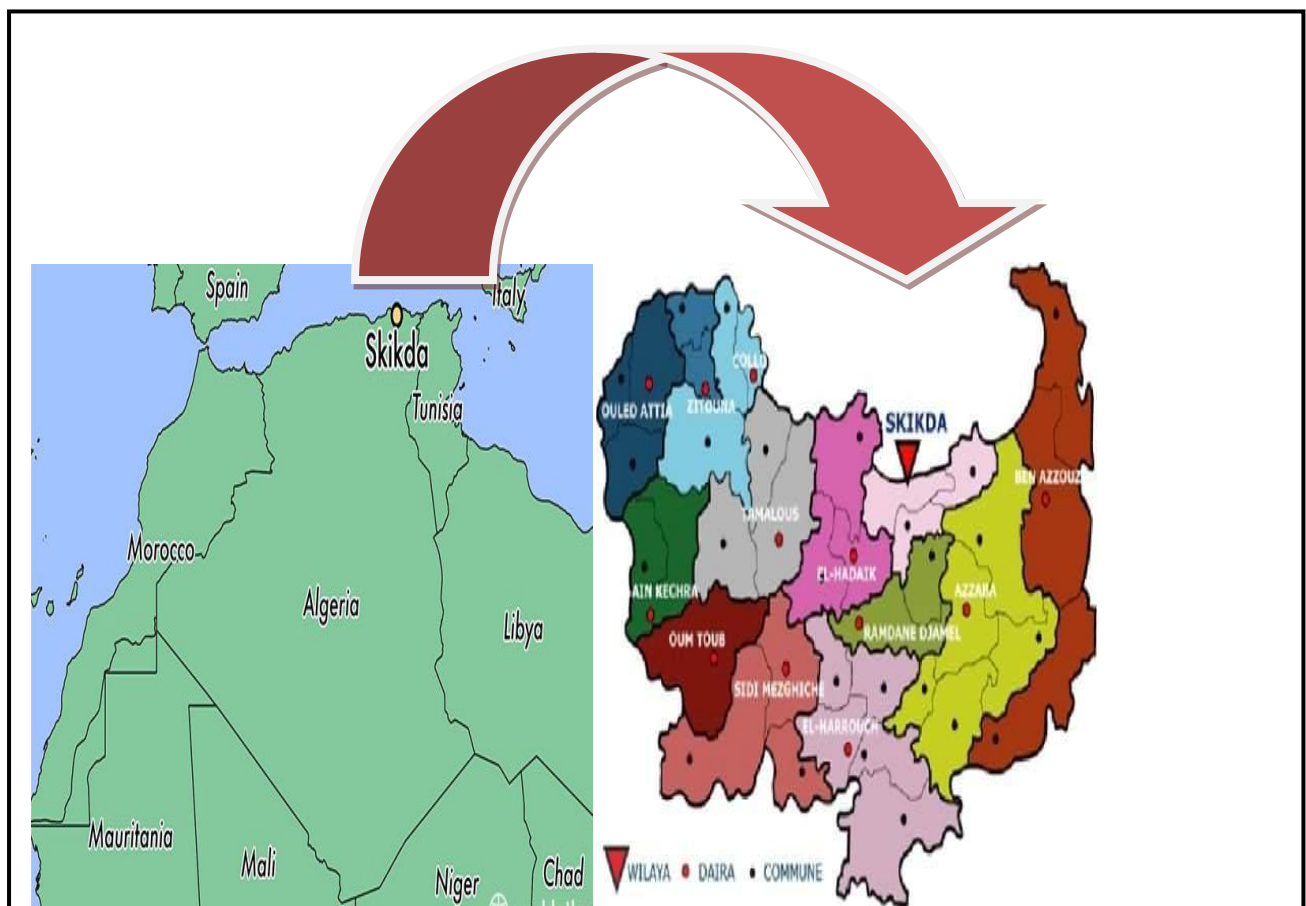 Spain
Italy
Skikda
Tunisia
Morocco
Algeria
Libya
Mauritania
Mali
Niger
Chad
COLLO
OULED ATTIA
ZITOUNA
SKIKDA
BEN AZZOUZ
TAMALOUS
EL-HADAIK
AIN KECHRA
AZZABA
OUM TOUB
RAMDANE DJAMEL
SIDI MEZGHICHE
EL-HARROUCH
WILAYA DAIRA COMMUNE